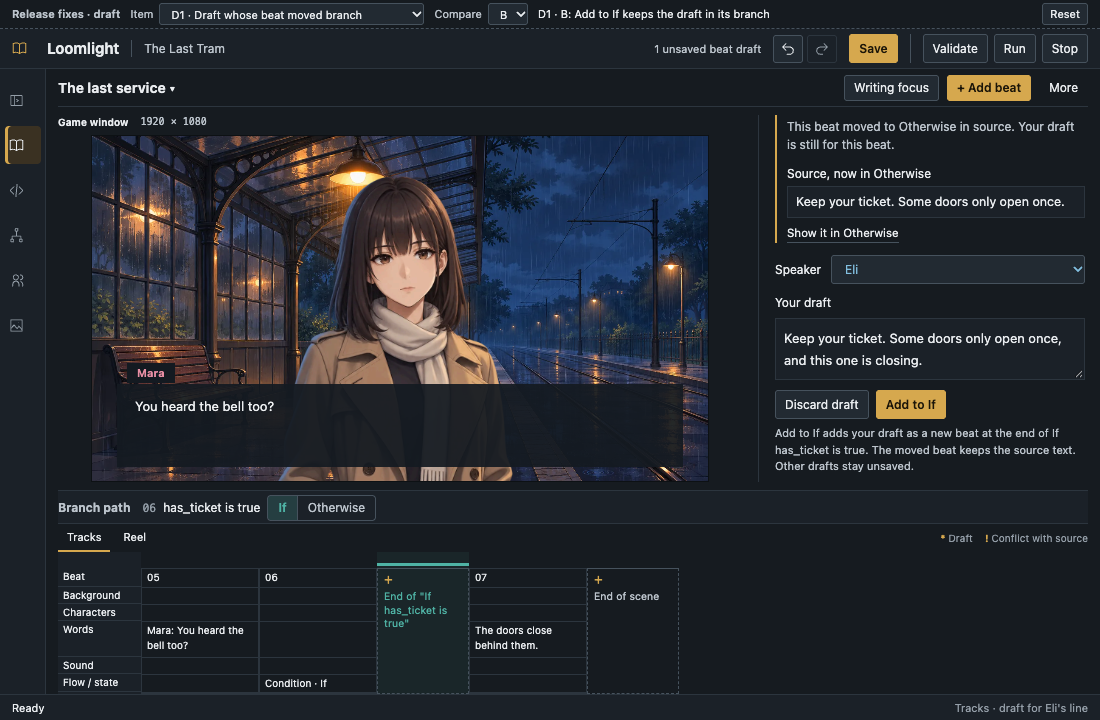 Release fixes · draft Item D1 · Draft whose beat moved branch Compare B D1 · B: Add to If keeps the draft in its branch Reset
Loomlight The Last Tram 1 unsaved beat draft Save Validate Run Stop
The last service ▾ Writing focus + Add beat More
Game window 1920 × 1080
This beat moved to Otherwise in source. Your draft
is still for this beat.
Source, now in Otherwise
Keep your ticket. Some doors only open once.
Show it in Otherwise
Speaker Eli
Your draft
Keep your ticket. Some doors only open once,
and this one is closing.
Discard draft Add to If
Add to If adds your draft as a new beat at the end of If
has_ticket is true. The moved beat keeps the source text.
Other drafts stay unsaved.
Mara
You heard the bell too?
Branch path 06 has_ticket is true If Otherwise
Tracks Reel * Draft ! Conflict with source
Beat 05 06 + 07 +
End of "If
has_ticket is
true"
End of scene
Background
Characters
Words Mara: You heard the
bell too?
The doors close
behind them.
Sound
Flow / state Condition · If
Ready Tracks · draft for Eli's line